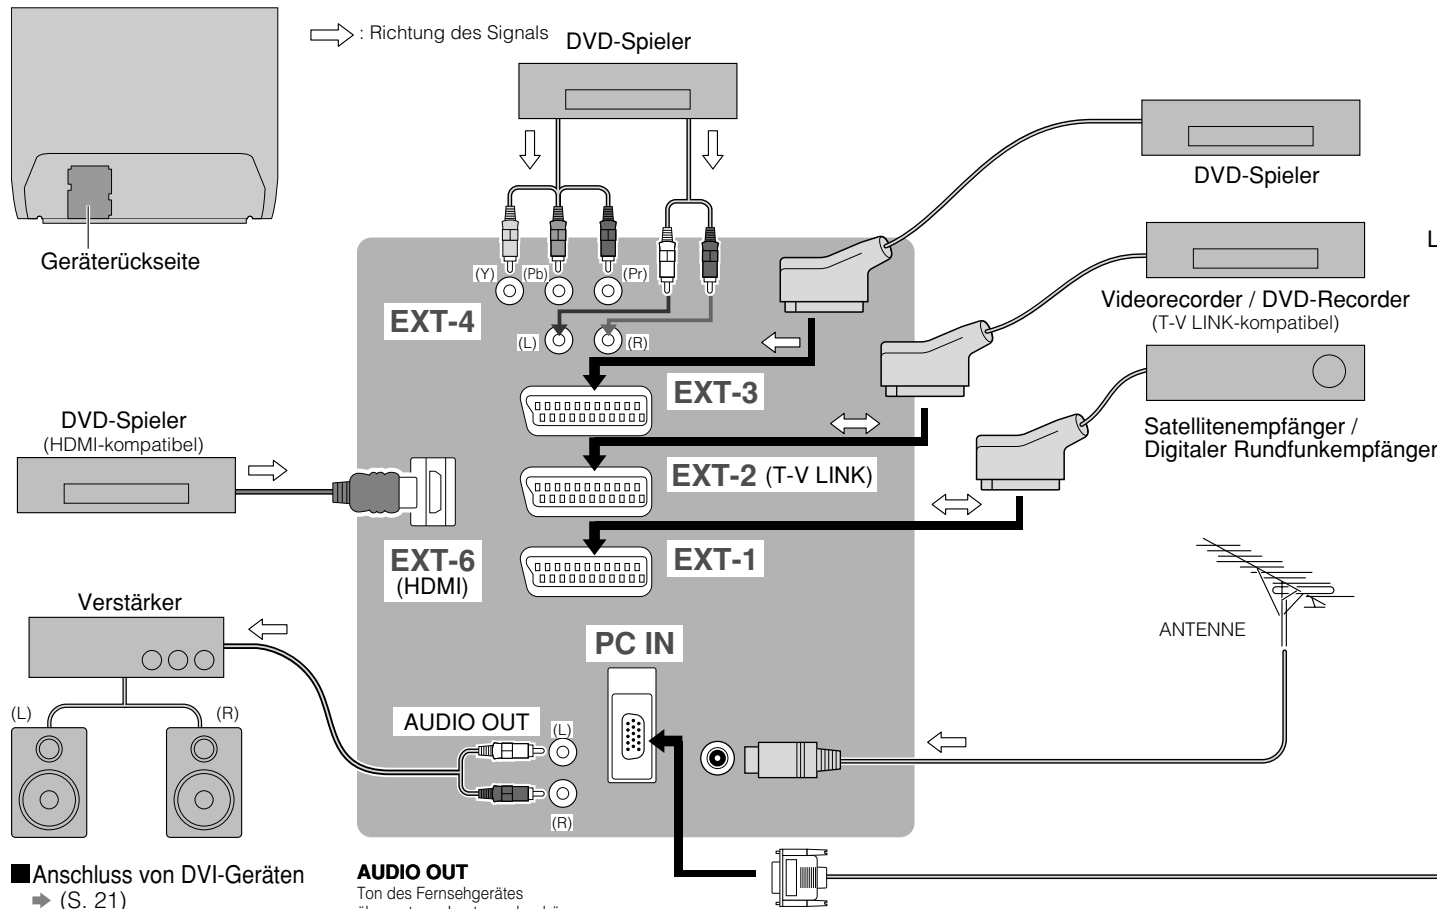 : Richtung des Signals
DVD-Spieler
DVD-Spieler
Geräterückseite
(Y)
(Pb)
(Pr)
EXT-4
(L)
(R)
L
Videorecorder / DVD-Recorder
(T-V LINK-kompatibel)
EXT-3
DVD-Spieler
(HDMI-kompatibel)
Satellitenempfänger /
Digitaler Rundfunkempfänger
EXT-2 (T-V LINK)
EXT-6
(HDMI)
EXT-1
Verstärker
ANTENNE
PC IN
(L)
(R)
AUDIO OUT
(L)
(R)
■Anschluss von DVI-Geräten
➡ (S. 21)
AUDIO OUT
Ton des Fernsehgerätes